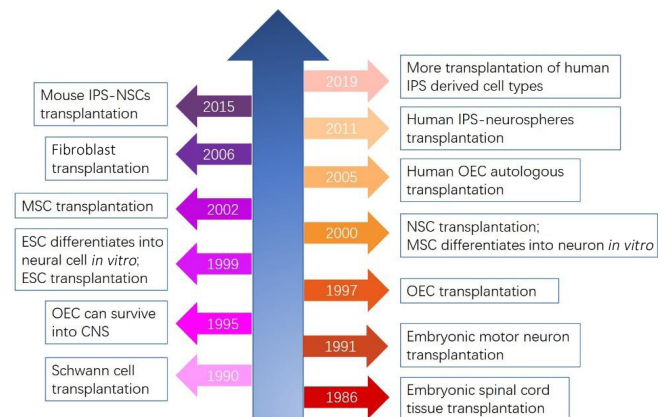 2019
More transplantation of human
IPS derived cell types
Mouse IPS-NSCs
transplantation
2015
2011
Human IPS-neurospheres
transplantation
Fibroblast
transplantation
2006
2005
Human OEC autologous
transplantation
MSC transplantation
2002
2000
NSC transplantation;
MSC differentiates into neuron in vitro
ESC differentiates into
neural cell in vitro;
ESC transplantation
1999
1997
OEC transplantation
OEC can survive
into CNS
1995
1991
Embryonic motor neuron
transplantation
Schwann cell
transplantation
1990
1986
Embryonic spinal cord
tissue transplantation